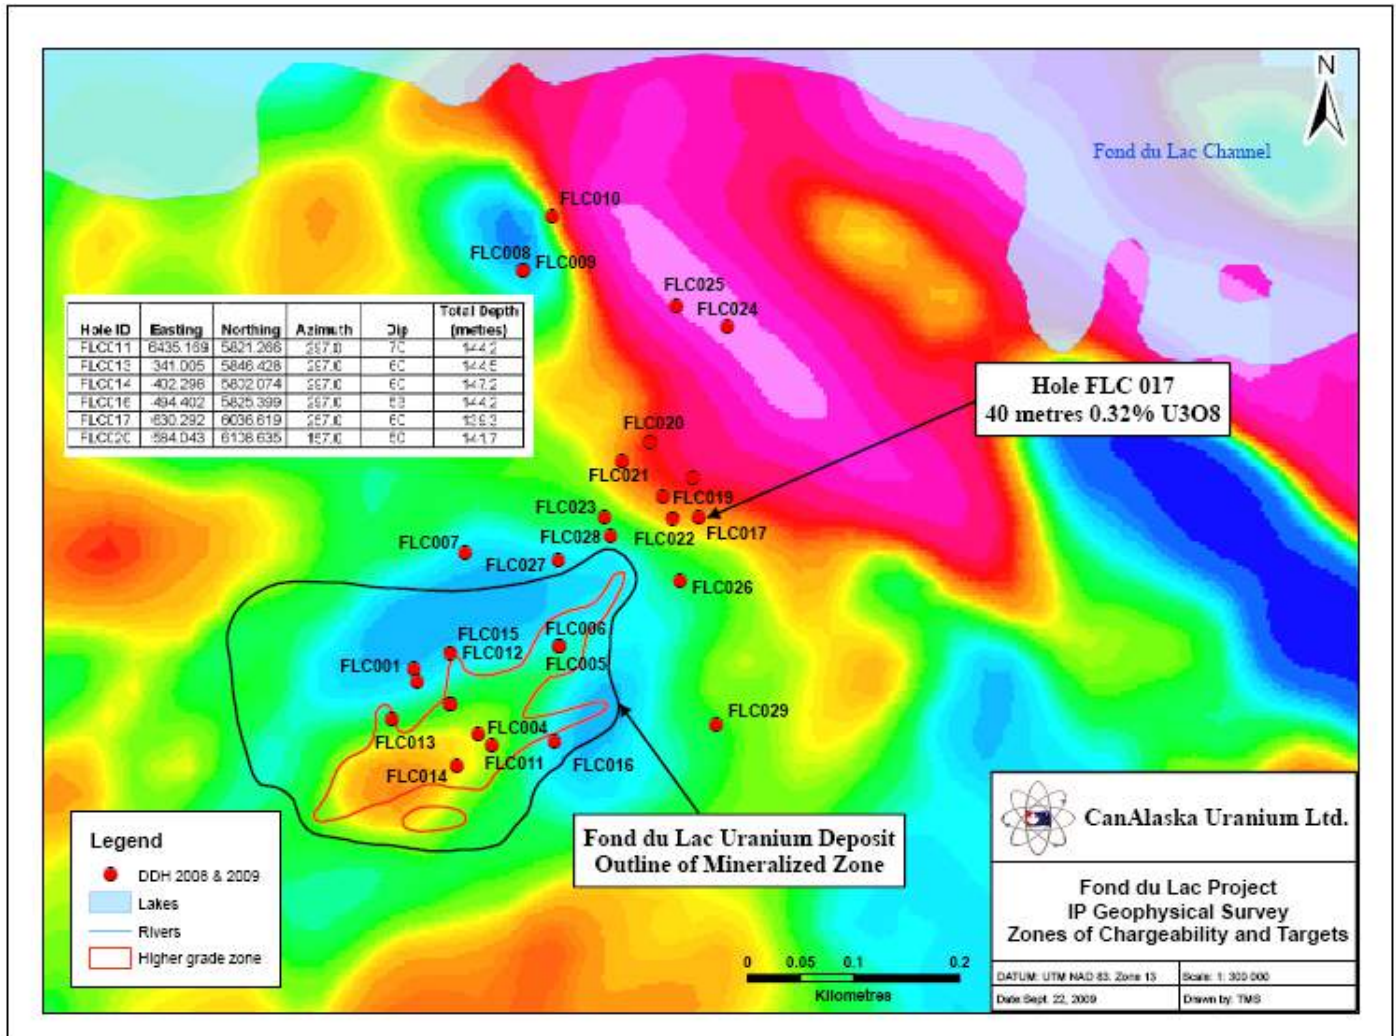 N
Fond du Lac Channel
FLC010
FLC008
FLC009
FLC025
FLC024
Hole ID Easting Northing Azimuth Dip Total Depth (metres)
Hole FLC 017
40 metres 0.32% U3O8
FLC020
FLC021
FLC019
FLC023
FLC022
FLC017
FLC028
FLC007
FLC027
FLC026
FLC015
FLC006
FLC012
FLC001
FLC005
FLC029
FLC004
FLC013
FLC011
FLC016
FLC014
Fond du Lac Uranium Deposit
Outline of Mineralized Zone
Legend
DDH 2008 & 2009
Lakes
Rivers
Higher grade zone
0 0.05 0.1 0.2
Kilometres
CanAlaska Uranium Ltd.
Fond du Lac Project
IP Geophysical Survey
Zones of Chargeability and Targets
DATUM: UTM NAD 83, Zone 13 Scale: 1: 300 000
Date: Sept. 22, 2009 Drawn by: TMS